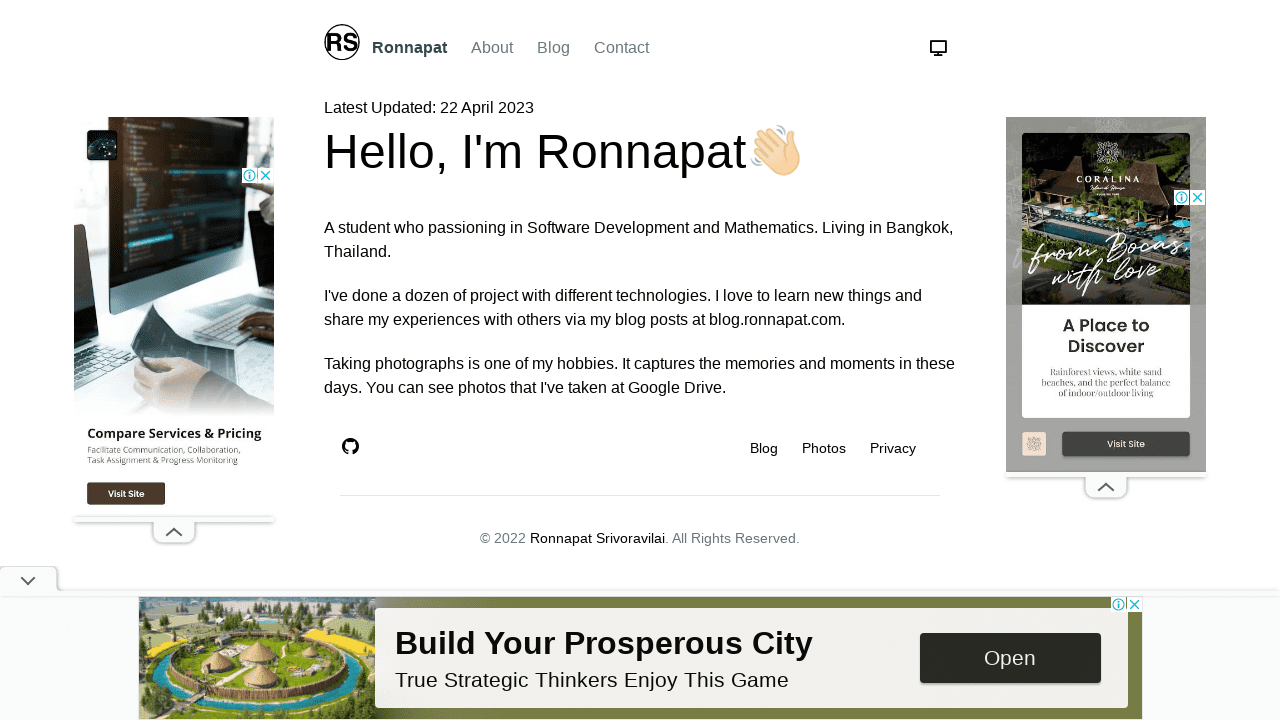 RS
Ronnapat About Blog Contact
Latest Updated: 22 April 2023
Hello, I'm Ronnapat
A student who passioning in Software Development and Mathematics. Living in Bangkok,
Thailand.
I've done a dozen of project with different technologies. I love to learn new things and
share my experiences with others via my blog posts at blog.ronnapat.com.
Taking photographs is one of my hobbies. It captures the memories and moments in these
days. You can see photos that I've taken at Google Drive.
Blog Photos Privacy
© 2022 Ronnapat Srivoravilai. All Rights Reserved.
Compare Services & Pricing
Facilitate Communication, Collaboration,
Task Assignment & Progress Monitoring
Visit Site
CORALINA
from Bocas,
with love
A Place to
Discover
Rainforest views, white sand
beaches, and the perfect balance
of indoor/outdoor living
Visit Site
Build Your Prosperous City
True Strategic Thinkers Enjoy This Game
Open